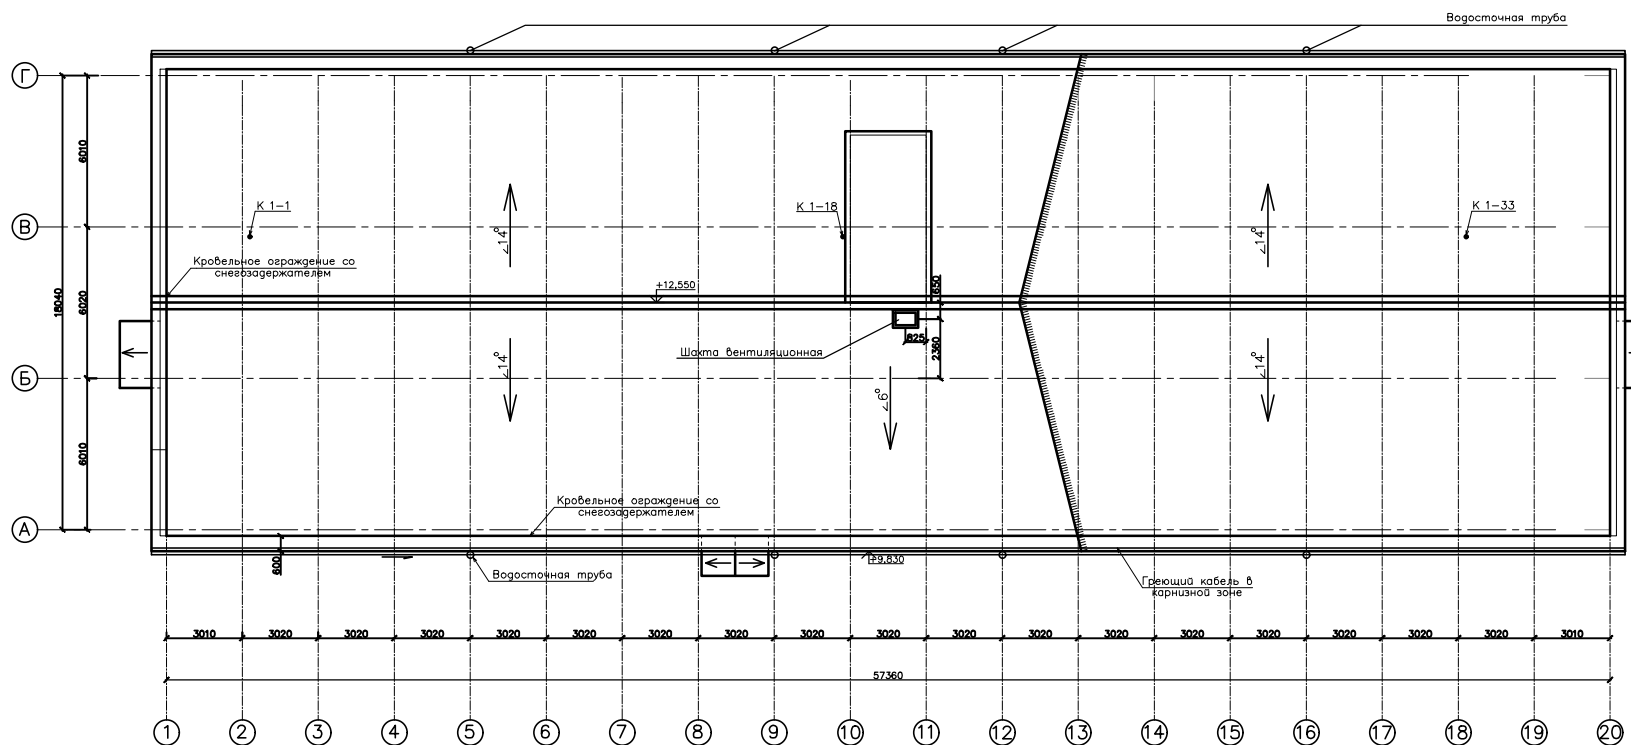 Водосточная труба
Г
6010
К 1-1
К 1-18
К 1-33
В
∠14°
∠14°
Кровельное ограждение со
снегозадержателем
+12,550
650
18040
6020
825
2360
Шахта вентиляционная
∠14°
∠14°
Б
∠6°
6010
Кровельное ограждение со
снегозадержателем
А
600
Водосточная труба
+9.830
Греющий кабель в
карнизной зоне
3010 3020 3020 3020 3020 3020 3020 3020 3020 3020 3020 3020 3020 3020 3020 3020 3020 3020 3010
57360
1 2 3 4 5 6 7 8 9 10 11 12 13 14 15 16 17 18 19 20